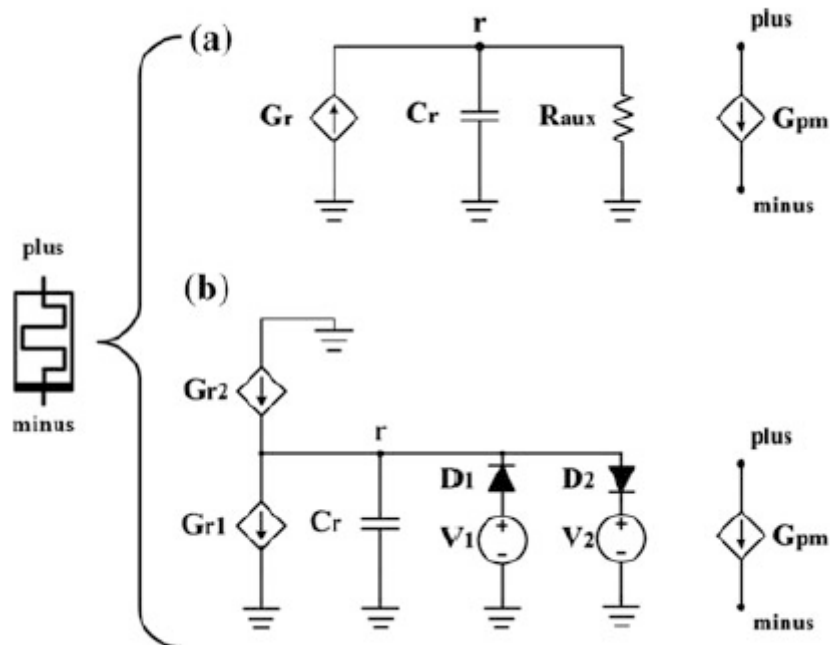 (a)
r
plus
Gr
Cr
Raux
Gpm
minus
plus
minus
(b)
Gr2
r
plus
D1
D2
Gr1
Cr
V1
+
-
V2
+
-
Gpm
minus